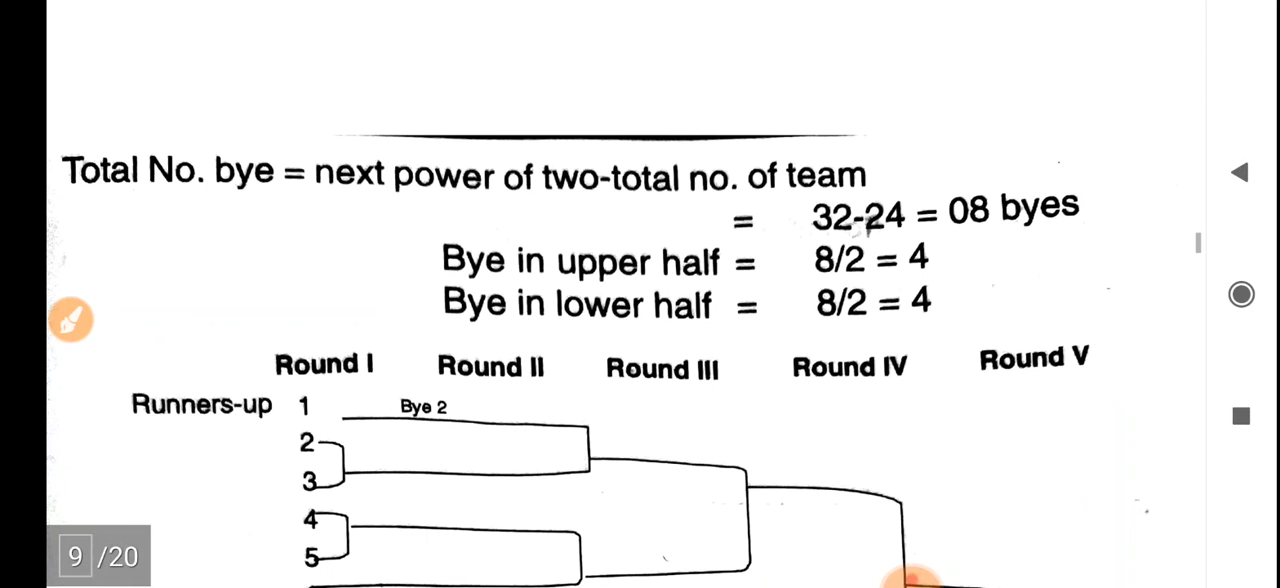 Total No. bye = next power of two-total no. of team
= 32-24 = 08 byes
Bye in upper half = 8/2 = 4
Bye in lower half = 8/2 = 4
Round I Round II Round III Round IV Round V
Runners-up 1 Bye 2
2
3
4
5
9 /20